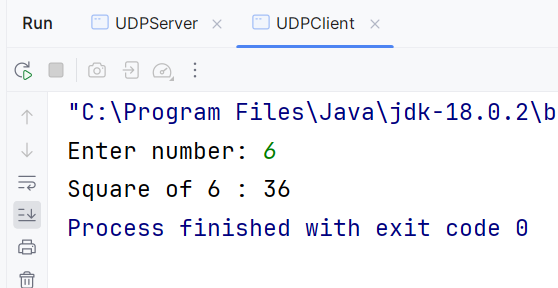 Run UDPServer UDPClient
"C:\Program Files\Java\jdk-18.0.2\b
Enter number: 6
Square of 6 : 36
Process finished with exit code 0